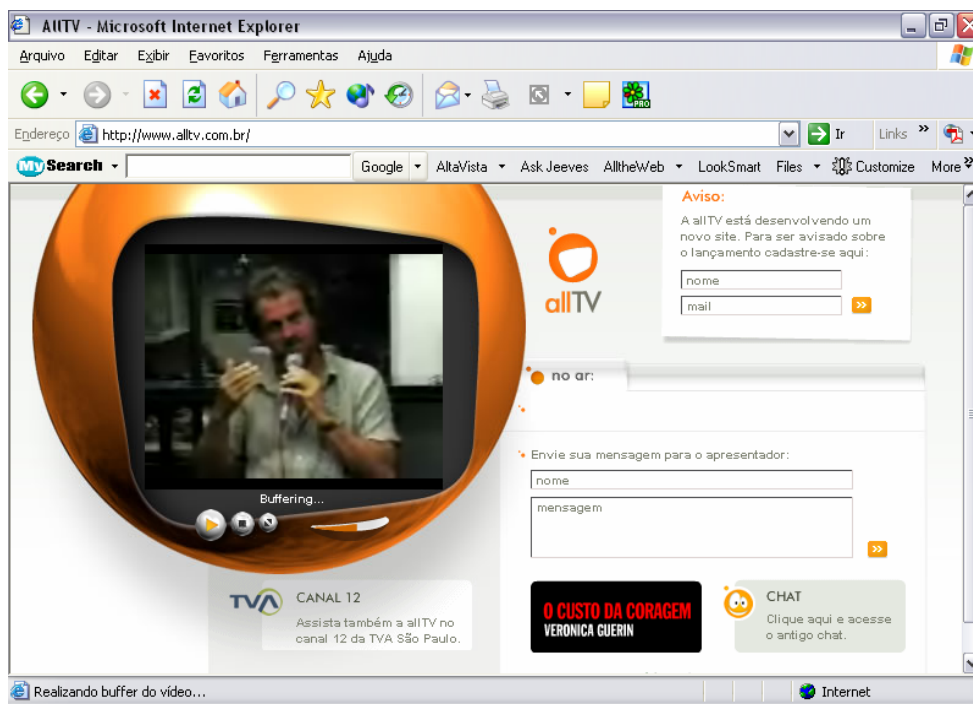 AllTV - Microsoft Internet Explorer
Arquivo Editar Exibir Favoritos Ferramentas Ajuda
PRO
Endereço http://www.alltv.com.br/ Ir Links »
My Search Google AltaVista Ask Jeeves AlltheWeb LookSmart Files Customize More »
Aviso:
A allTV está desenvolvendo um
novo site. Para ser avisado sobre
o lançamento cadastre-se aqui:
nome
mail
allTV
no ar:
Envie sua mensagem para o apresentador:
nome
mensagem
Buffering...
TVA CANAL 12
Assista também a allTV no
canal 12 da TVA São Paulo.
O CUSTO DA CORAGEM
VERONICA GUERIN
CHAT
Clique aqui e acesse
o antigo chat.
Realizando buffer do vídeo... Internet